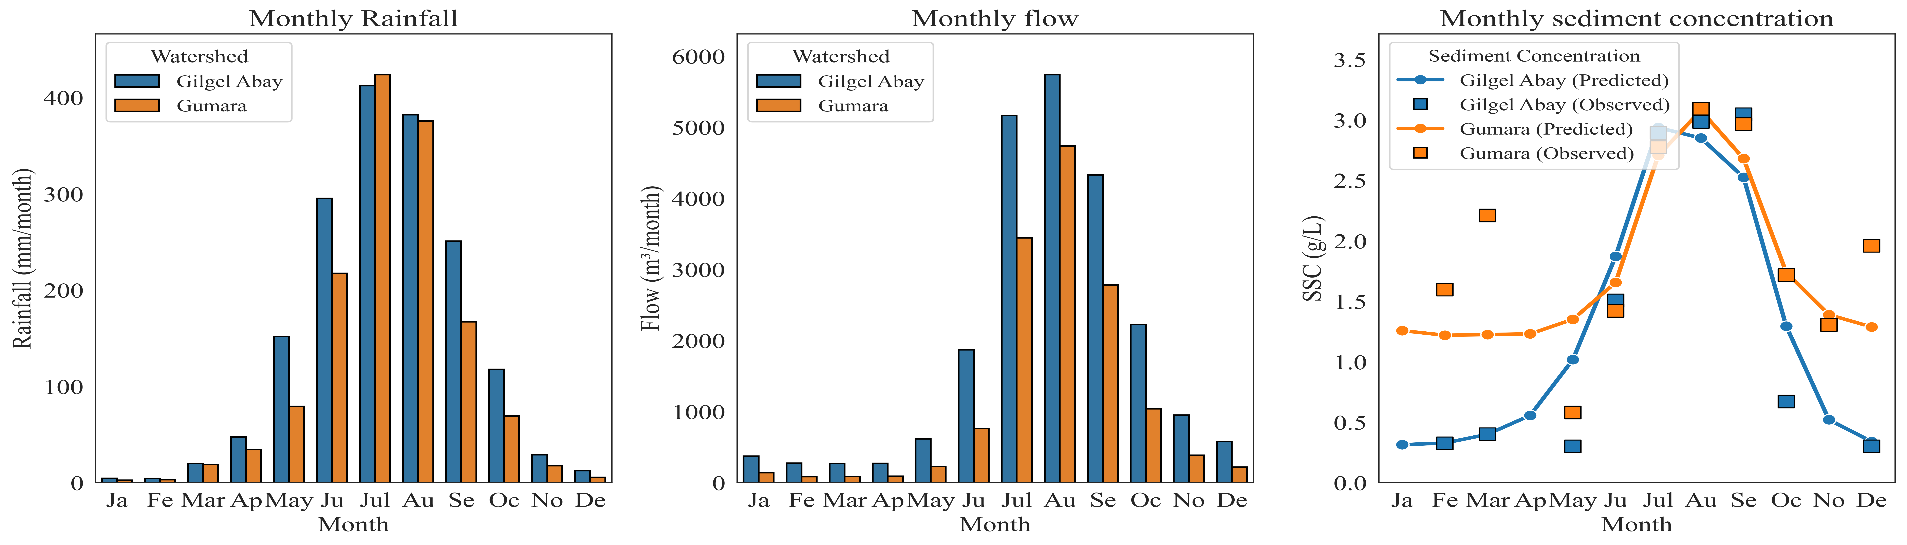 Monthly Rainfall
Watershed
Gilgel Abay
Gumara
Rainfall (mm/month)
400
300
200
100
0
Ja Fe Mar Ap May Ju Jul Au Se Oc No De
Month
Monthly flow
Watershed
Gilgel Abay
Gumara
Flow (m³/month)
6000
5000
4000
3000
2000
1000
0
Ja Fe Mar Ap May Ju Jul Au Se Oc No De
Month
Monthly sediment concentration
Sediment Concentration
Gilgel Abay (Predicted)
Gilgel Abay (Observed)
Gumara (Predicted)
Gumara (Observed)
SSC (g/L)
3.5
3.0
2.5
2.0
1.5
1.0
0.5
0.0
Ja Fe Mar Ap May Ju Jul Au Se Oc No De
Month